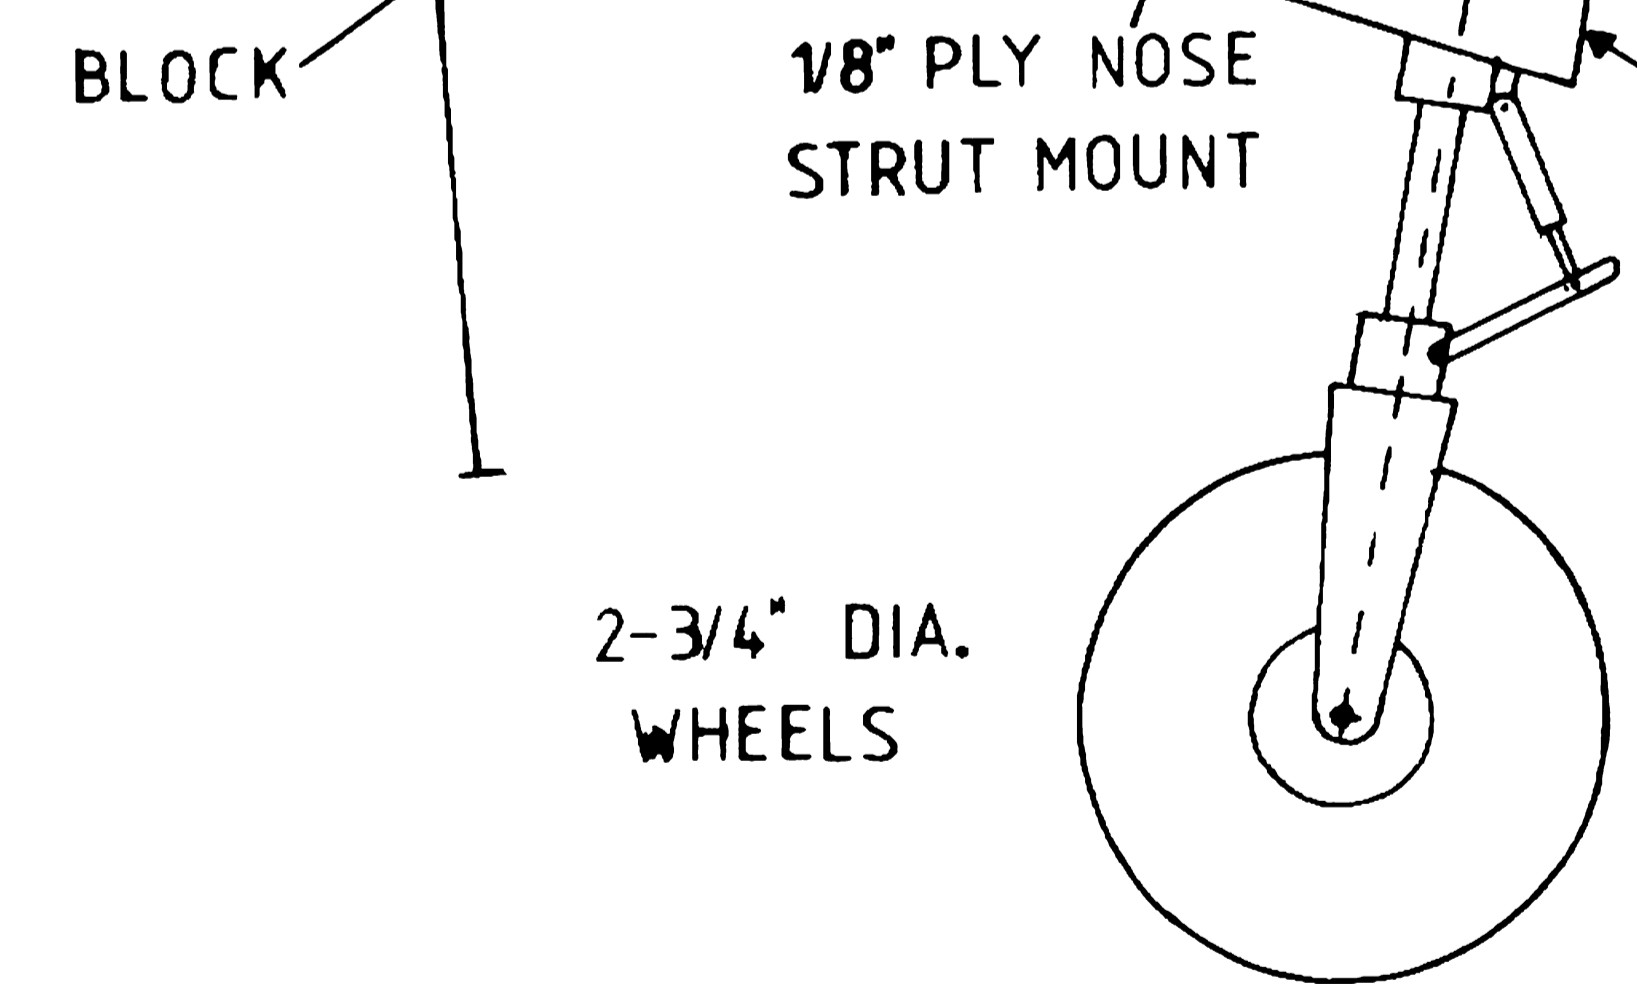 BLOCK
1/8" PLY NOSE
STRUT MOUNT
2-3/4" DIA.
WHEELS